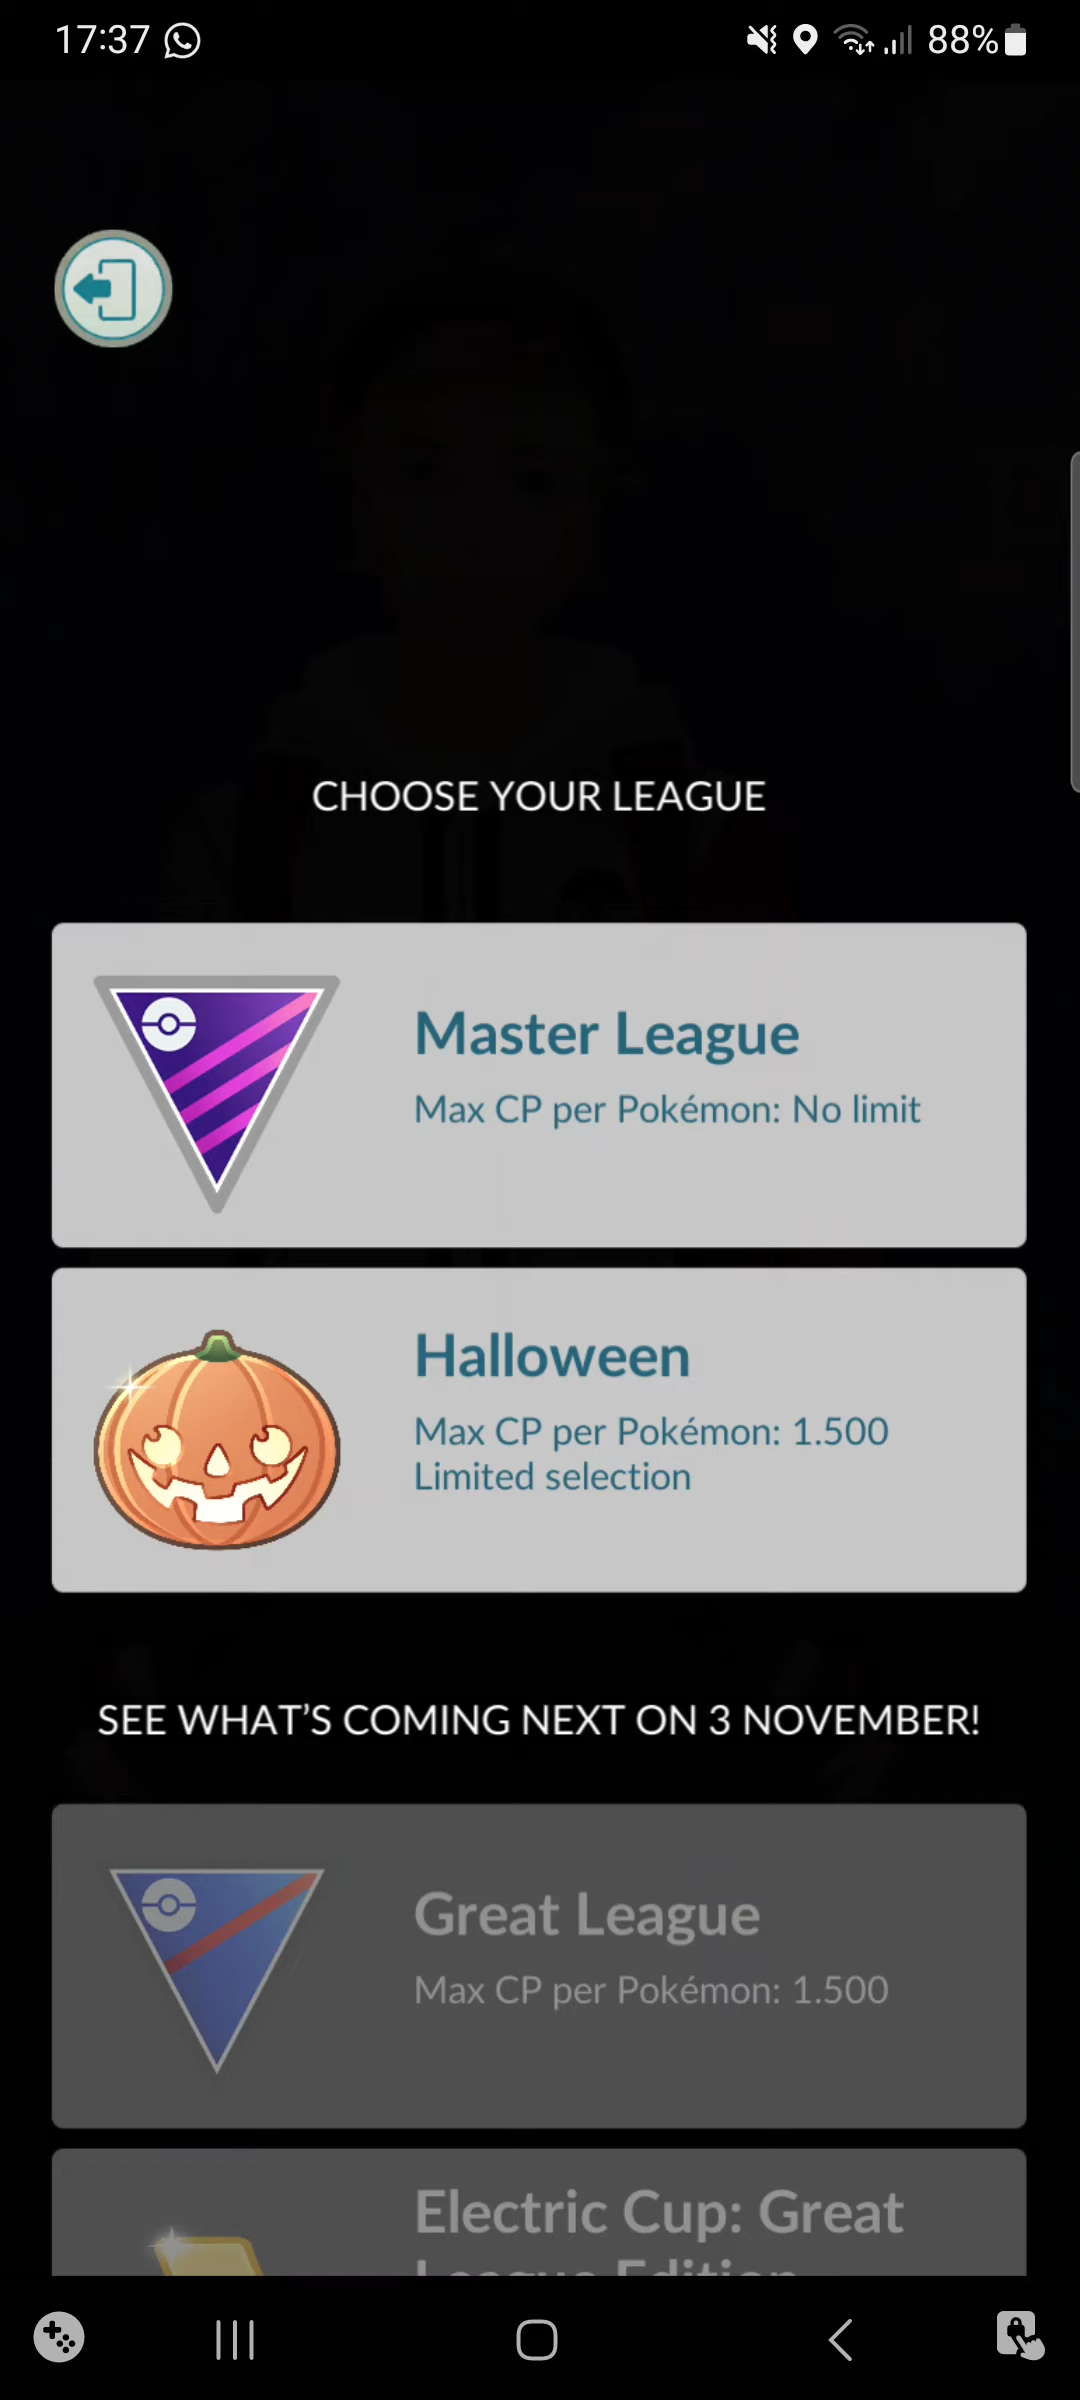 17:37
88%
CHOOSE YOUR LEAGUE
Master League
Max CP per Pokémon: No limit
Halloween
Max CP per Pokémon: 1.500
Limited selection
SEE WHAT’S COMING NEXT ON 3 NOVEMBER!
Great League
Max CP per Pokémon: 1.500
Electric Cup: Great
League Edition